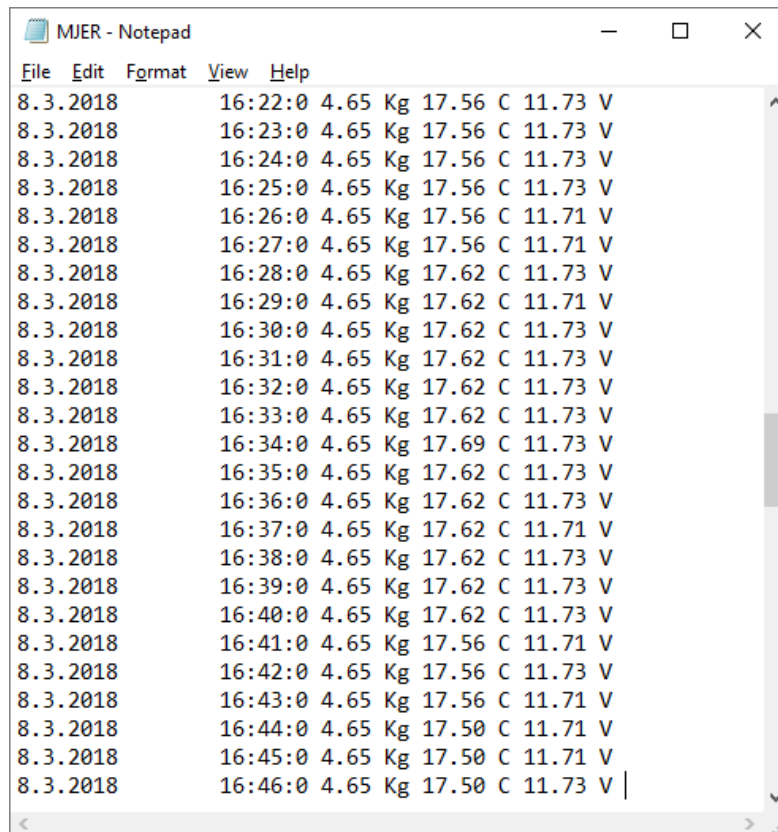 MJER - Notepad
File Edit Format View Help
8.3.2018 16:22:0 4.65 Kg 17.56 C 11.73 V
8.3.2018 16:23:0 4.65 Kg 17.56 C 11.73 V
8.3.2018 16:24:0 4.65 Kg 17.56 C 11.73 V
8.3.2018 16:25:0 4.65 Kg 17.56 C 11.73 V
8.3.2018 16:26:0 4.65 Kg 17.56 C 11.71 V
8.3.2018 16:27:0 4.65 Kg 17.56 C 11.71 V
8.3.2018 16:28:0 4.65 Kg 17.62 C 11.73 V
8.3.2018 16:29:0 4.65 Kg 17.62 C 11.71 V
8.3.2018 16:30:0 4.65 Kg 17.62 C 11.73 V
8.3.2018 16:31:0 4.65 Kg 17.62 C 11.73 V
8.3.2018 16:32:0 4.65 Kg 17.62 C 11.73 V
8.3.2018 16:33:0 4.65 Kg 17.62 C 11.73 V
8.3.2018 16:34:0 4.65 Kg 17.69 C 11.73 V
8.3.2018 16:35:0 4.65 Kg 17.62 C 11.73 V
8.3.2018 16:36:0 4.65 Kg 17.62 C 11.73 V
8.3.2018 16:37:0 4.65 Kg 17.62 C 11.71 V
8.3.2018 16:38:0 4.65 Kg 17.62 C 11.73 V
8.3.2018 16:39:0 4.65 Kg 17.62 C 11.73 V
8.3.2018 16:40:0 4.65 Kg 17.62 C 11.73 V
8.3.2018 16:41:0 4.65 Kg 17.56 C 11.71 V
8.3.2018 16:42:0 4.65 Kg 17.56 C 11.73 V
8.3.2018 16:43:0 4.65 Kg 17.56 C 11.71 V
8.3.2018 16:44:0 4.65 Kg 17.50 C 11.71 V
8.3.2018 16:45:0 4.65 Kg 17.50 C 11.71 V
8.3.2018 16:46:0 4.65 Kg 17.50 C 11.73 V